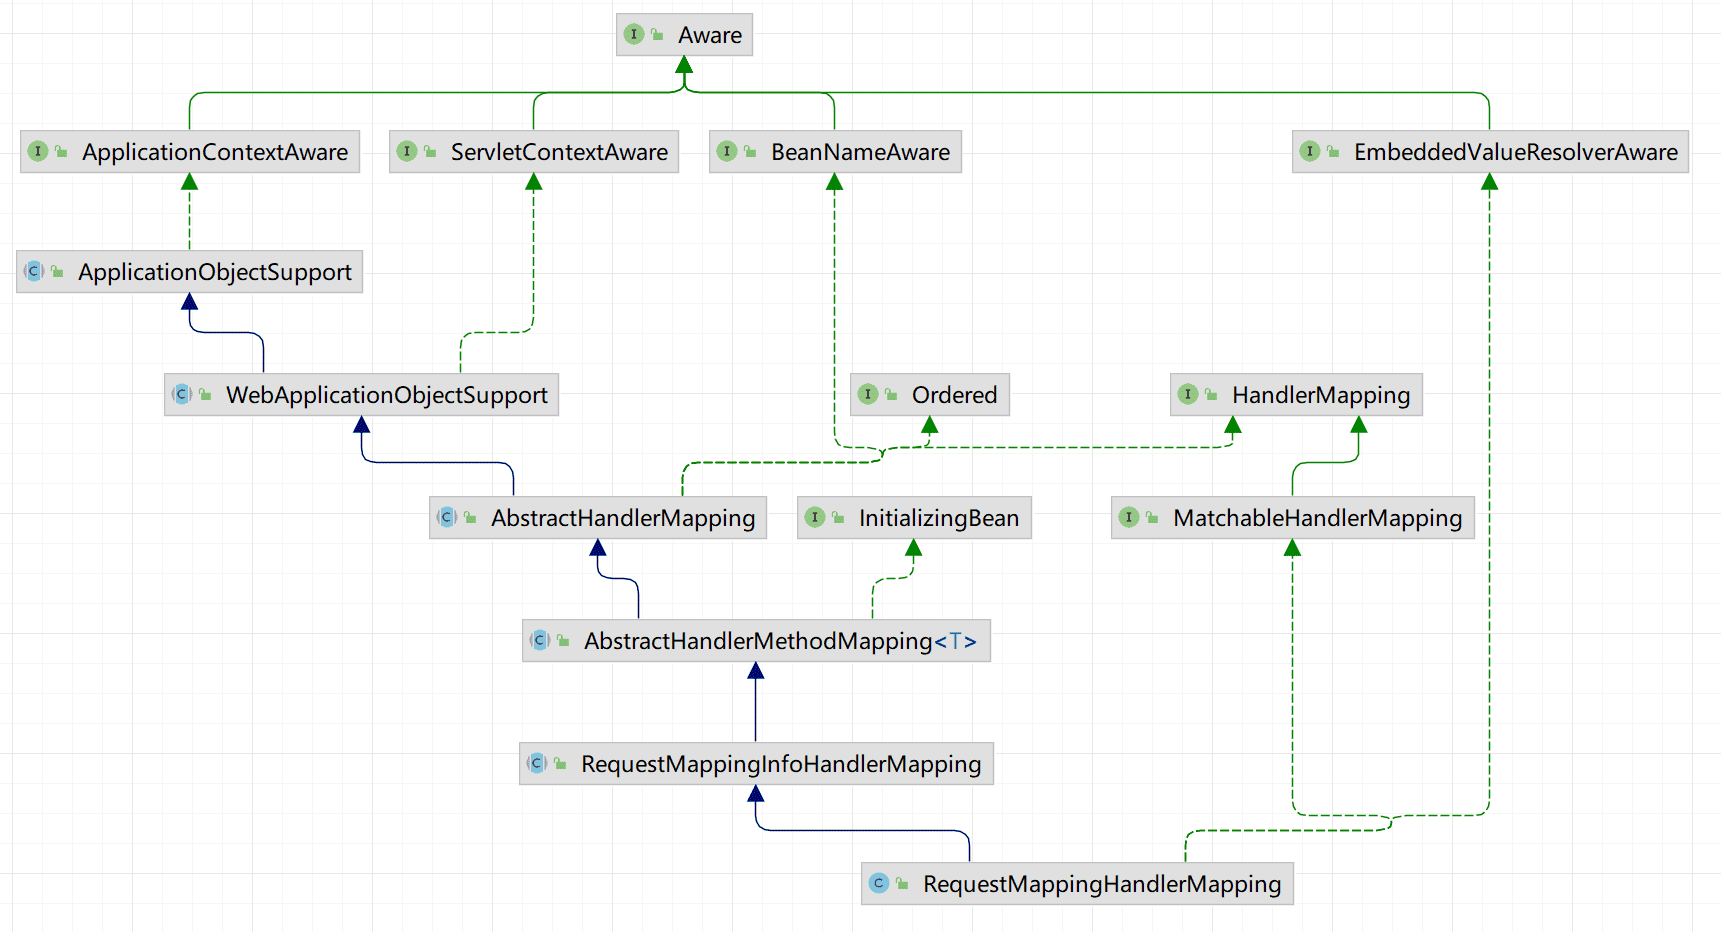 Aware
ApplicationContextAware
ServletContextAware
BeanNameAware
EmbeddedValueResolverAware
ApplicationObjectSupport
WebApplicationObjectSupport
Ordered
HandlerMapping
AbstractHandlerMapping
InitializingBean
MatchableHandlerMapping
AbstractHandlerMethodMapping<T>
RequestMappingInfoHandlerMapping
RequestMappingHandlerMapping